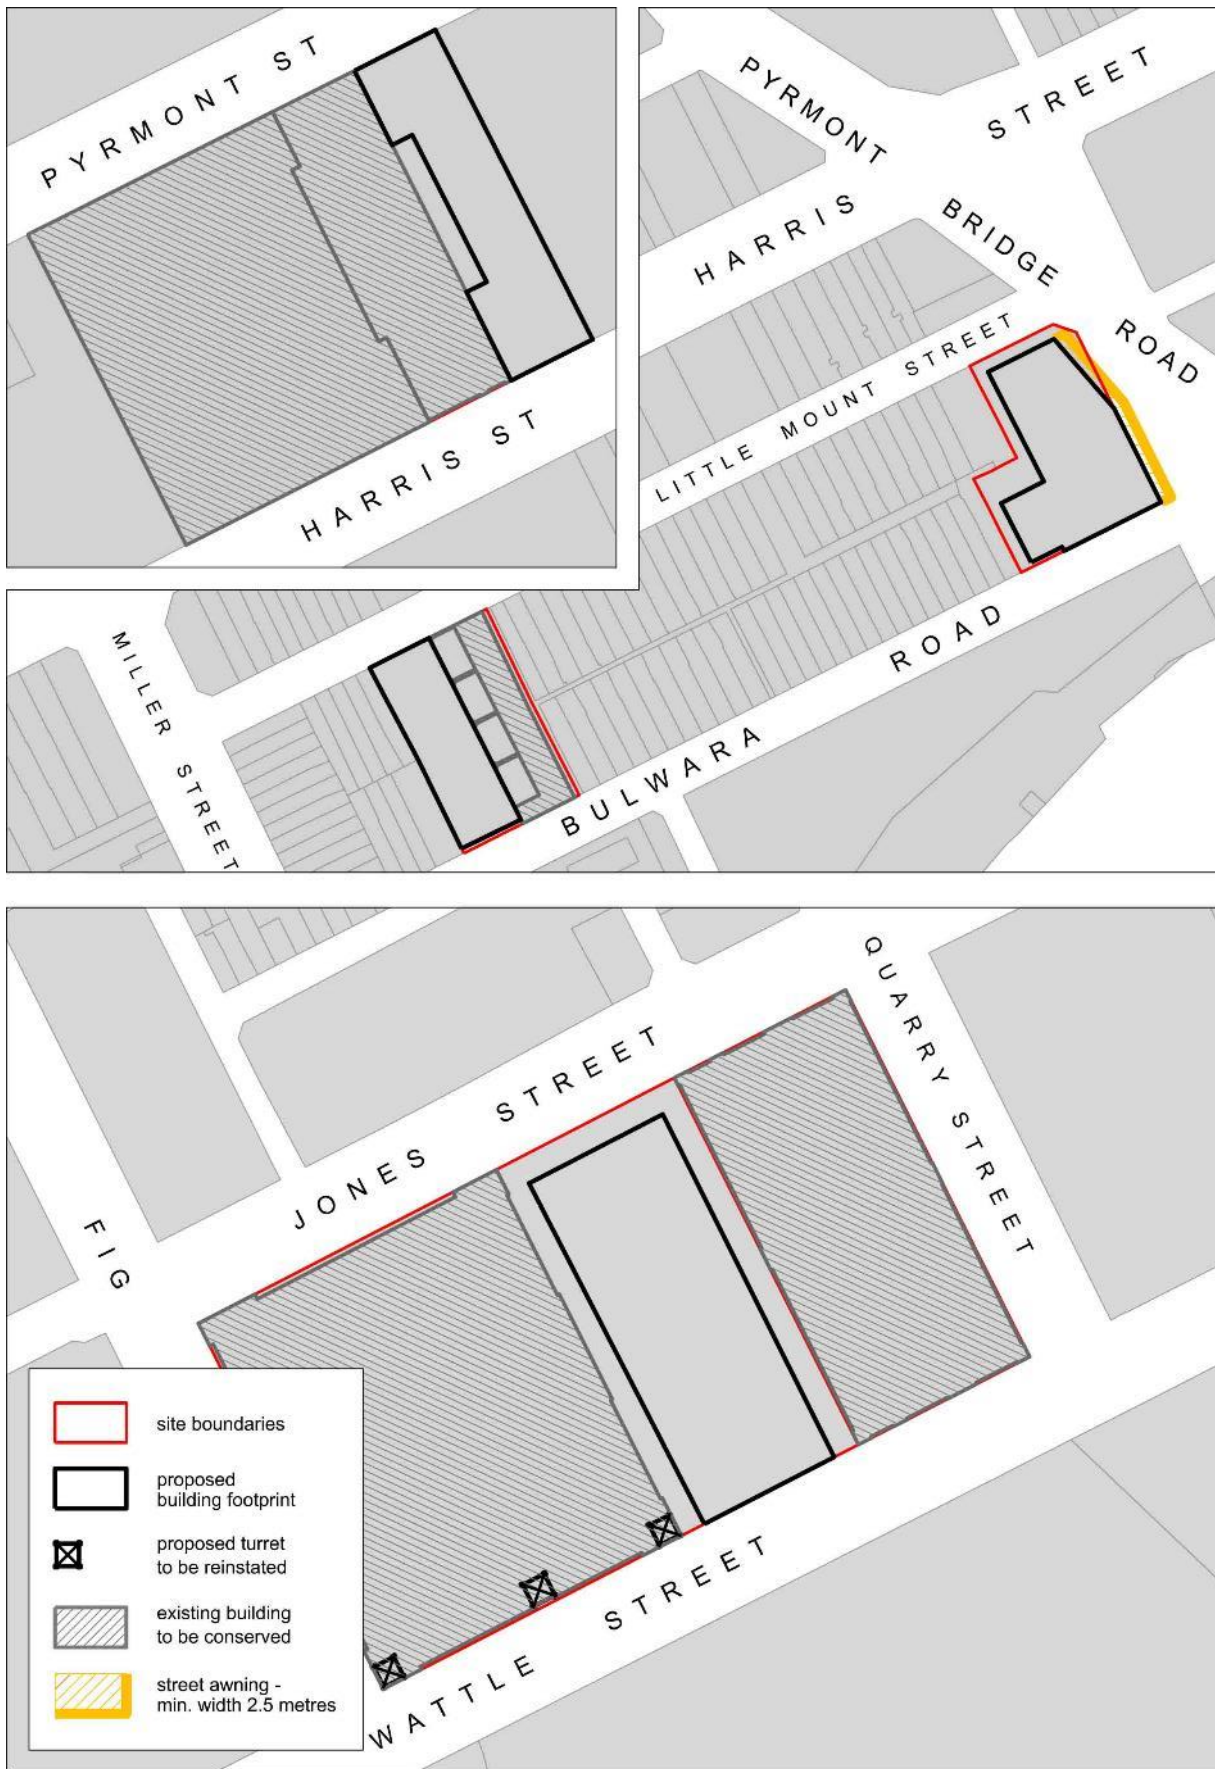 PYRMONT ST
HARRIS ST
PYRMONT
BRIDGE
ROAD
HARRIS STREET
LITTLE MOUNT STREET
MILLER STREET
BULWARA ROAD
QUARRY STREET
JONES STREET
FIG
WATTLE STREET
site boundaries
proposed
building footprint
proposed turret
to be reinstated
existing building
to be conserved
street awning -
min. width 2.5 metres